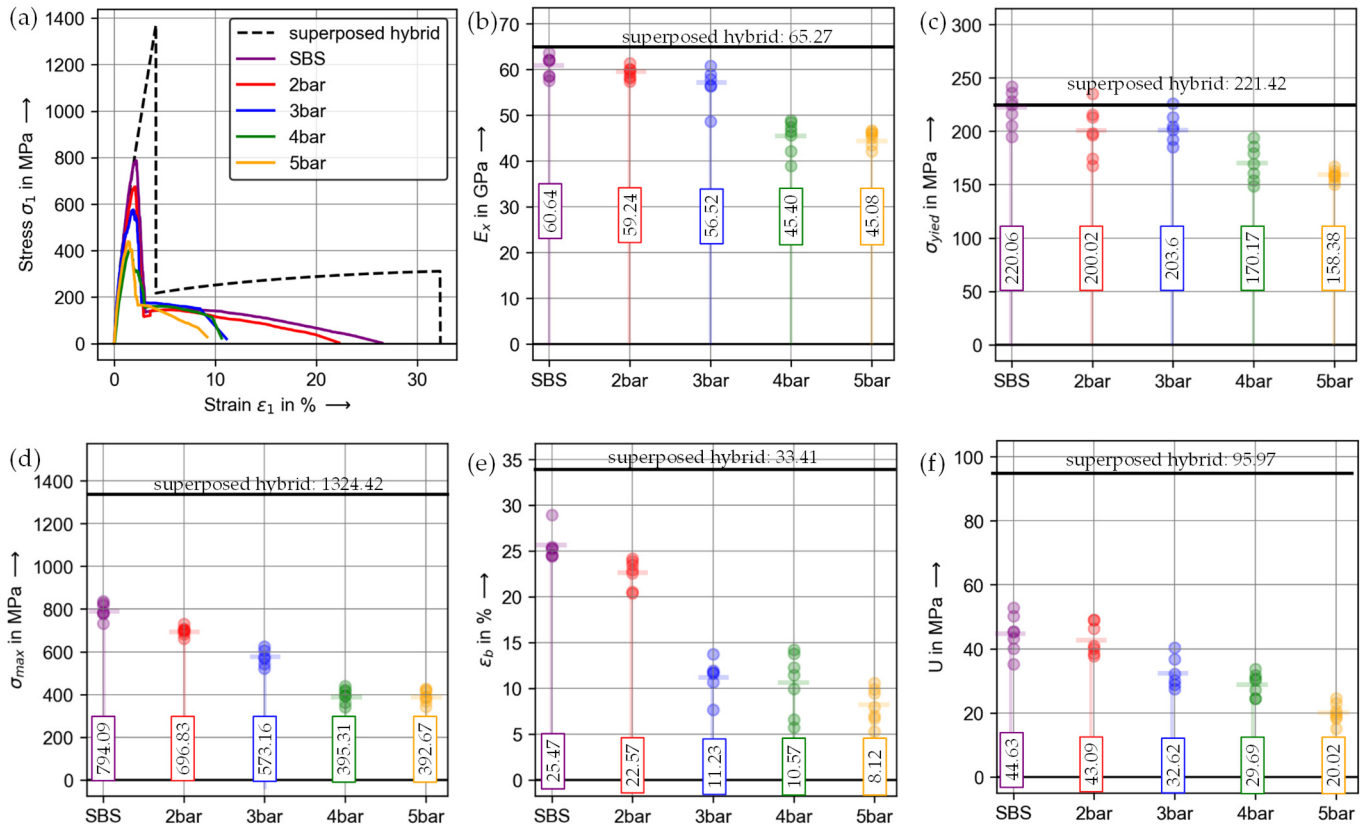 (a)
1400
1200
1000
800
600
400
200
0
0
10
20
30
Stress σ1 in MPa →
Strain ε1 in % →
superposed hybrid
SBS
2bar
3bar
4bar
5bar
(b)
70
60
50
40
30
20
10
0
Ex in GPa →
superposed hybrid: 65.27
60.64
59.24
56.52
45.40
45.08
SBS
2bar
3bar
4bar
5bar
(c)
300
250
200
150
100
50
0
σyied in MPa →
superposed hybrid: 221.42
220.06
200.02
203.6
170.17
158.38
SBS
2bar
3bar
4bar
5bar
(d)
1400
1200
1000
800
600
400
200
0
σmax in MPa →
superposed hybrid: 1324.42
794.09
696.83
573.16
395.31
392.67
SBS
2bar
3bar
4bar
5bar
(e)
35
30
25
20
15
10
5
0
εb in % →
superposed hybrid: 33.41
25.47
22.57
11.23
10.57
8.12
SBS
2bar
3bar
4bar
5bar
(f)
100
80
60
40
20
0
U in MPa →
superposed hybrid: 95.97
44.63
43.09
32.62
29.69
20.02
SBS
2bar
3bar
4bar
5bar